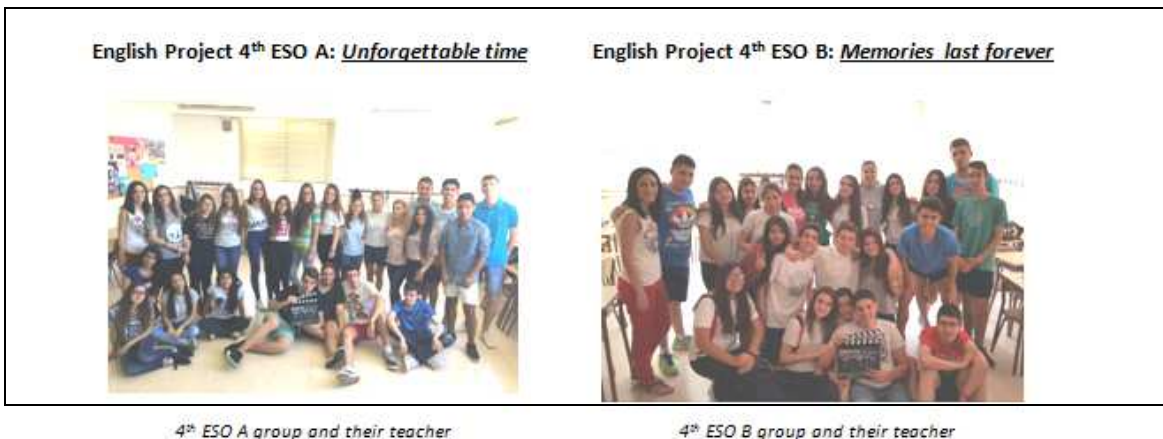 English Project 4th ESO A: Unforgettable time
English Project 4th ESO B: Memories last forever
4th ESO A group and their teacher
4th ESO B group and their teacher